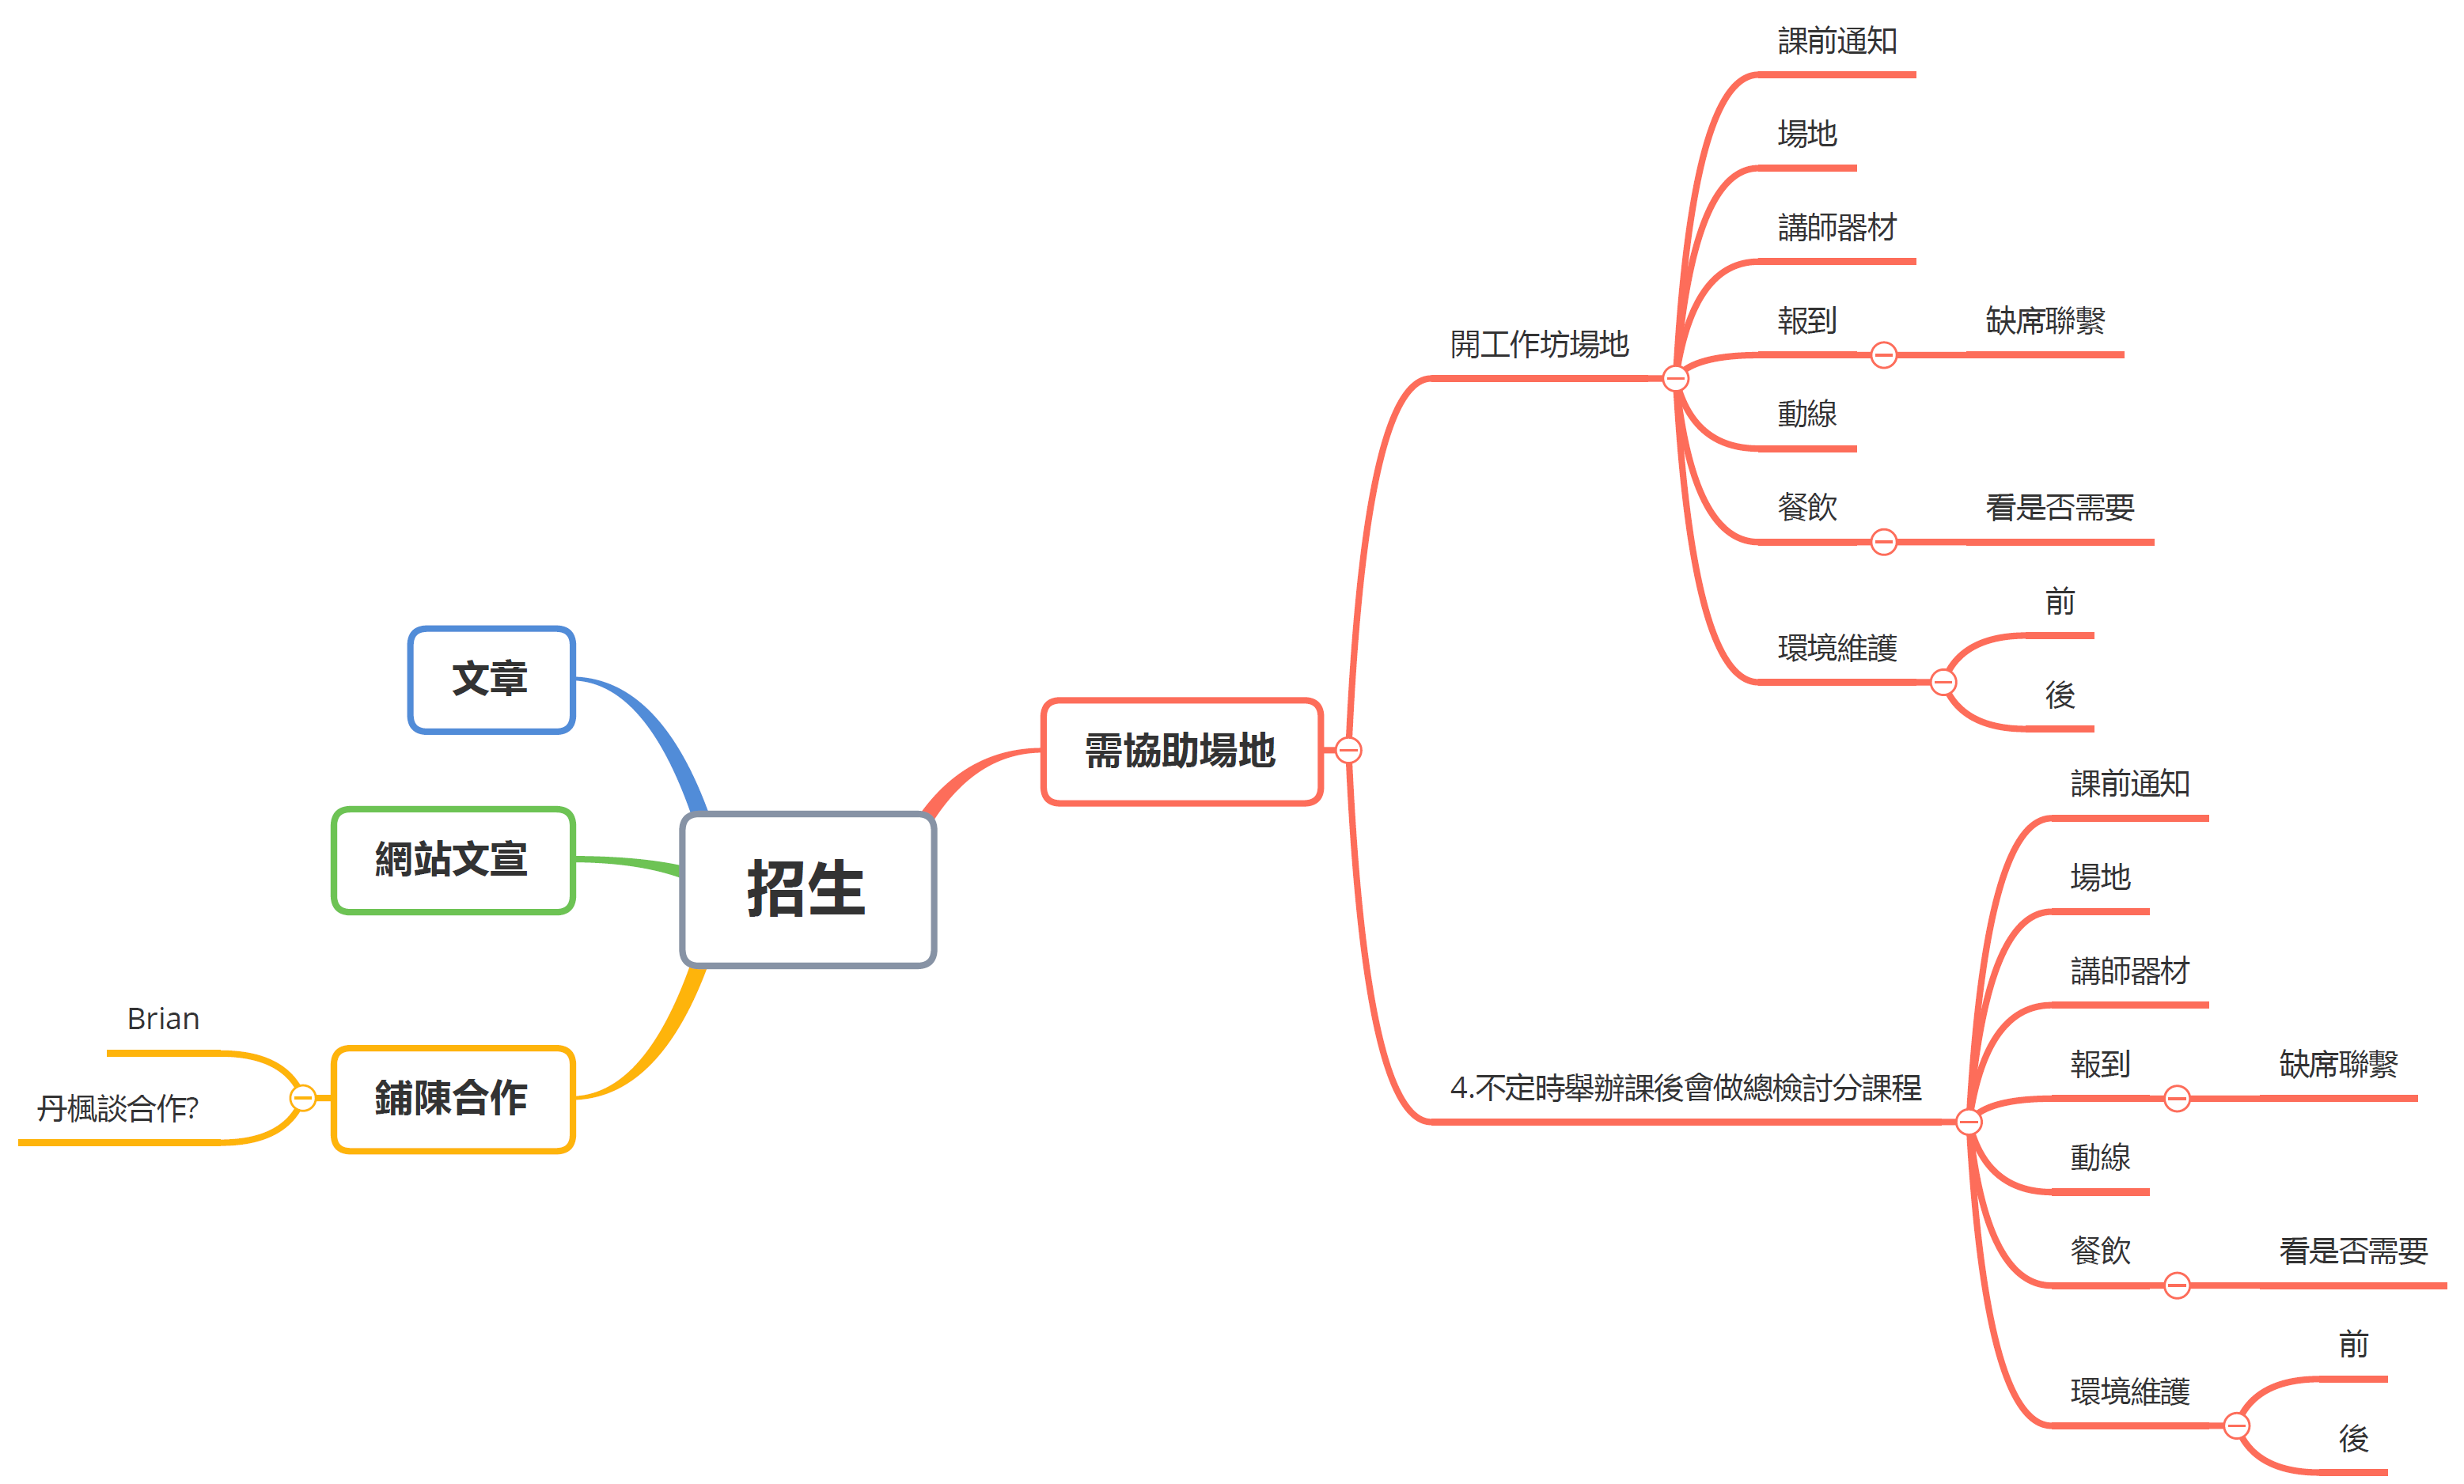 招生
需協助場地
開工作坊場地
課前通知
場地
講師器材
報到
缺席聯繫
動線
餐飲
看是否需要
環境維護
前
後
4.不定時舉辦課後會做總檢討分課程
課前通知
場地
講師器材
報到
缺席聯繫
動線
餐飲
看是否需要
環境維護
前
後
文章
網站文宣
鋪陳合作
Brian
丹楓談合作?